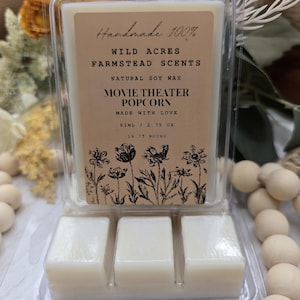 Handmade 100%
WILD ACRES
FARMSTEAD SCENTS
NATURAL SOY WAX
MOVIE THEATER
POPCORN
MADE WITH LOVE